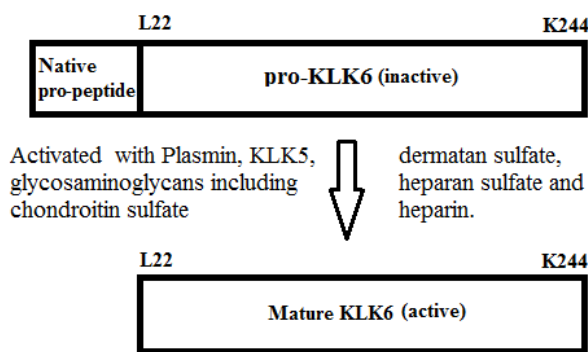 L22 K244
Native
pro-peptide
pro-KLK6 (inactive)
Activated with Plasmin, KLK5,
glycosaminoglycans including
chondroitin sulfate
dermatan sulfate,
heparan sulfate and
heparin.
L22 K244
Mature KLK6 (active)